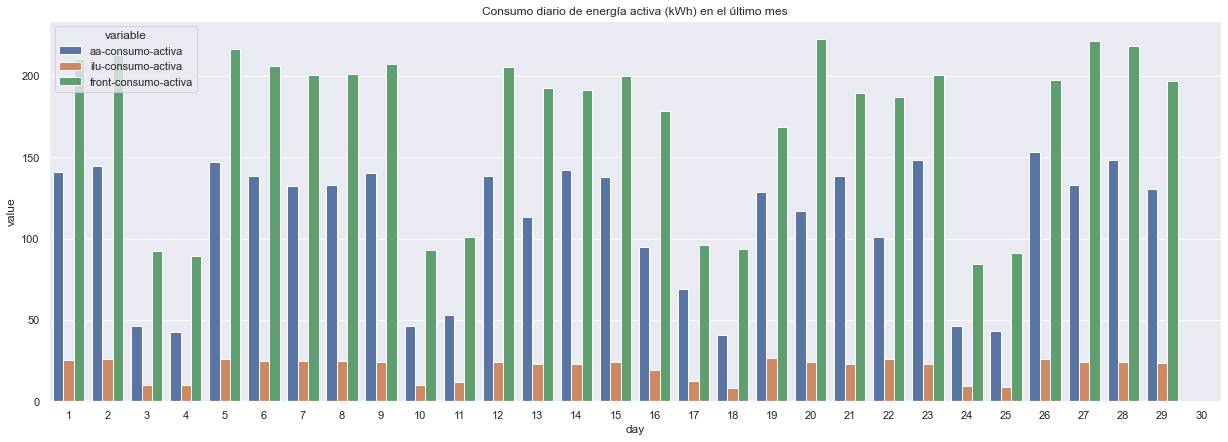 Consumo diario de energía activa (kWh) en el último mes
variable
aa-consumo-activa
ilu-consumo-activa
front-consumo-activa
value
200
150
100
50
0
1 2 3 4 5 6 7 8 9 10 11 12 13 14 15 16 17 18 19 20 21 22 23 24 25 26 27 28 29 30
day